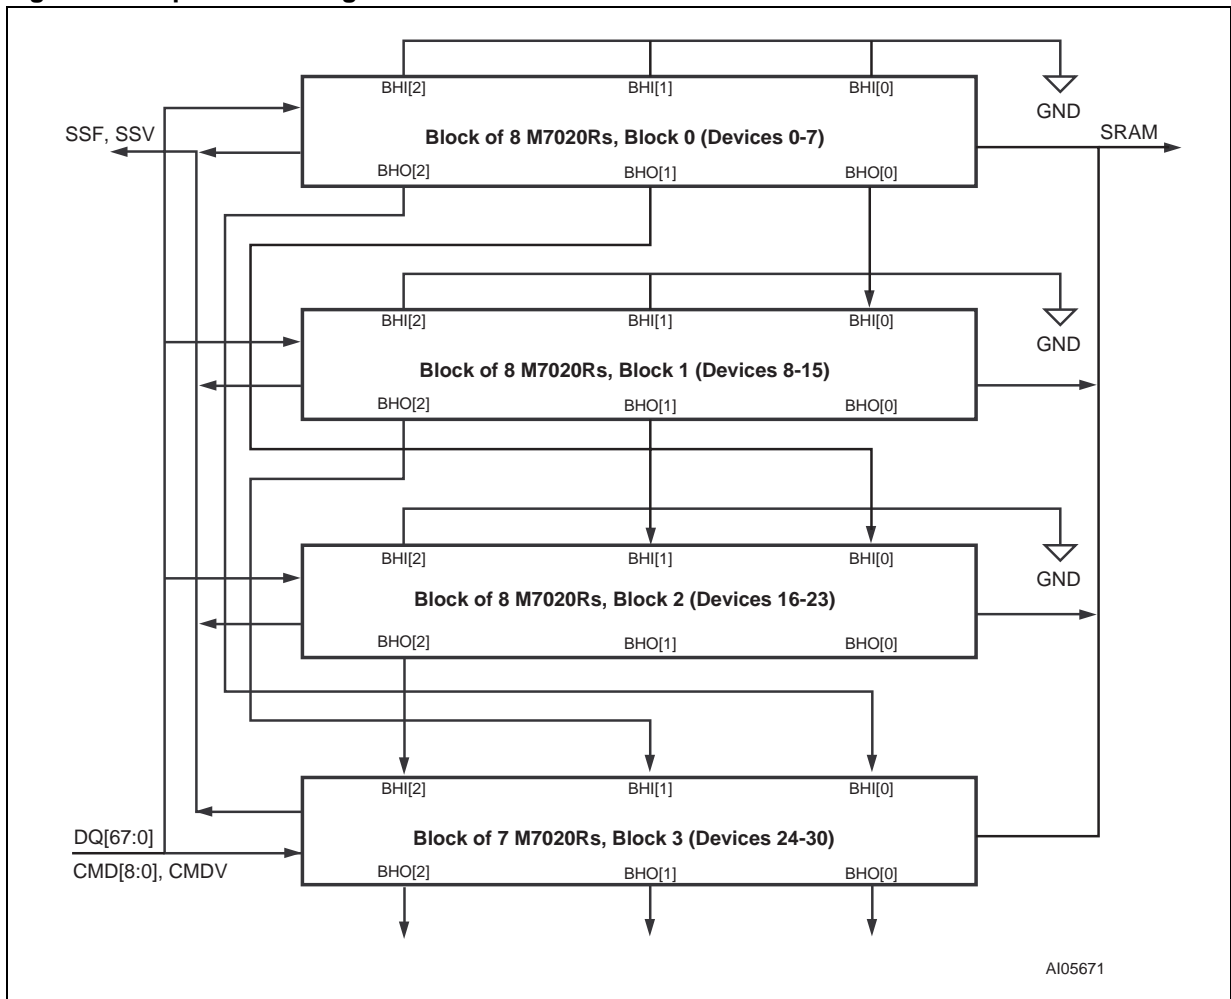 BHI[2] BHI[1] BHI[0]
GND
SSF, SSV
Block of 8 M7020Rs, Block 0 (Devices 0-7)
SRAM
BHO[2] BHO[1] BHO[0]
BHI[2] BHI[1] BHI[0]
GND
Block of 8 M7020Rs, Block 1 (Devices 8-15)
BHO[2] BHO[1] BHO[0]
BHI[2] BHI[1] BHI[0]
GND
Block of 8 M7020Rs, Block 2 (Devices 16-23)
BHO[2] BHO[1] BHO[0]
BHI[2] BHI[1] BHI[0]
DQ[67:0]
Block of 7 M7020Rs, Block 3 (Devices 24-30)
CMD[8:0], CMDV
BHO[2] BHO[1] BHO[0]
AI05671